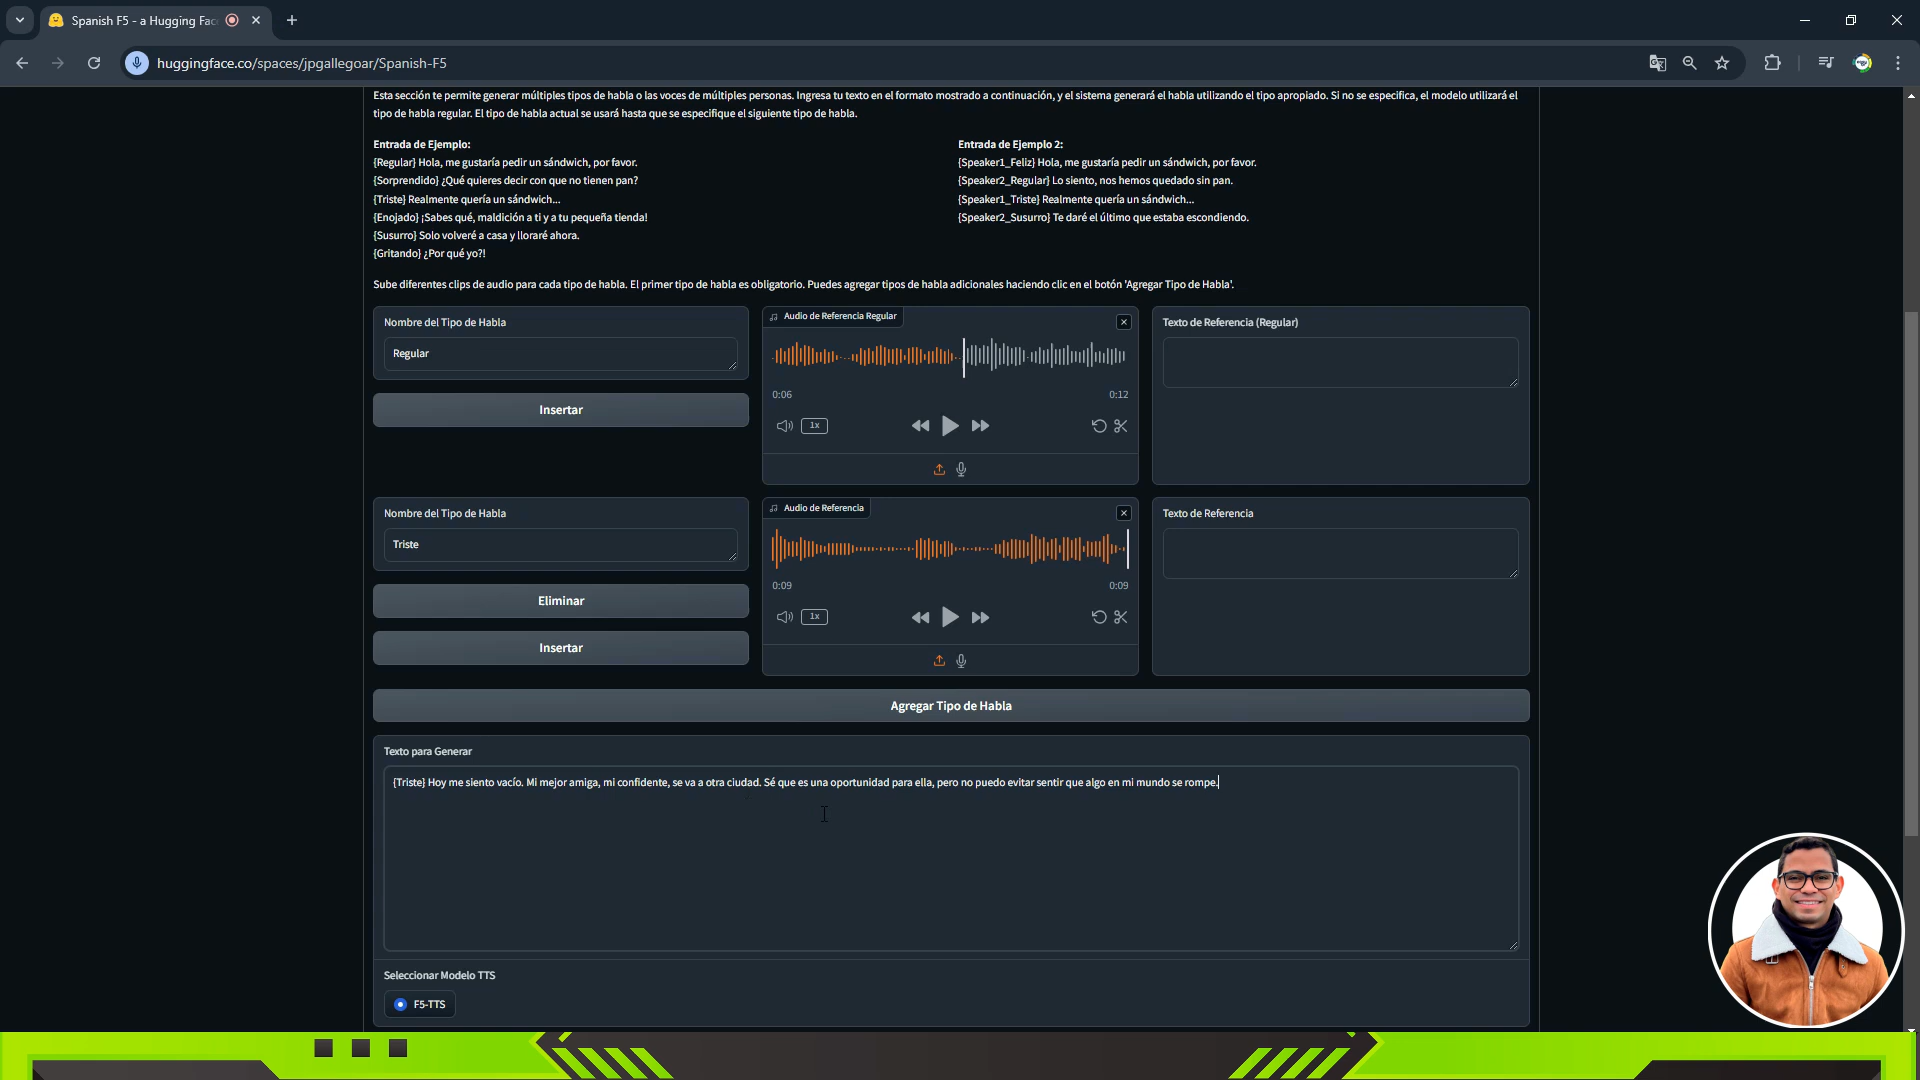 Spanish F5 - a Hugging Fac
huggingface.co/spaces/jpgallegoar/Spanish-F5
Esta sección te permite generar múltiples tipos de habla o las voces de múltiples personas. Ingresa tu texto en el formato mostrado a continuación, y el sistema generará el habla utilizando el tipo apropiado. Si no se especifica, el modelo utilizará el
tipo de habla regular. El tipo de habla actual se usará hasta que se especifique el siguiente tipo de habla.
Entrada de Ejemplo:
{Regular} Hola, me gustaría pedir un sándwich, por favor.
{Sorprendido} ¿Qué quieres decir con que no tienen pan?
{Triste} Realmente quería un sándwich...
{Enojado} ¡Sabes qué, maldición a ti y a tu pequeña tienda!
{Susurro} Solo volveré a casa y lloraré ahora.
{Gritando} ¿Por qué yo?!
Entrada de Ejemplo 2:
{Speaker1_Feliz} Hola, me gustaría pedir un sándwich, por favor.
{Speaker2_Regular} Lo siento, nos hemos quedado sin pan.
{Speaker1_Triste} Realmente quería un sándwich...
{Speaker2_Susurro} Te daré el último que estaba escondiendo.
Sube diferentes clips de audio para cada tipo de habla. El primer tipo de habla es obligatorio. Puedes agregar tipos de habla adicionales haciendo clic en el botón 'Agregar Tipo de Habla'.
Nombre del Tipo de Habla
Regular
Insertar
Audio de Referencia Regular
0:06
0:12
1x
Texto de Referencia (Regular)
Nombre del Tipo de Habla
Triste
Eliminar
Insertar
Audio de Referencia
0:09
0:09
1x
Texto de Referencia
Agregar Tipo de Habla
Texto para Generar
{Triste} Hoy me siento vacío. Mi mejor amiga, mi confidente, se va a otra ciudad. Sé que es una oportunidad para ella, pero no puedo evitar sentir que algo en mi mundo se rompe.
Seleccionar Modelo TTS
F5-TTS